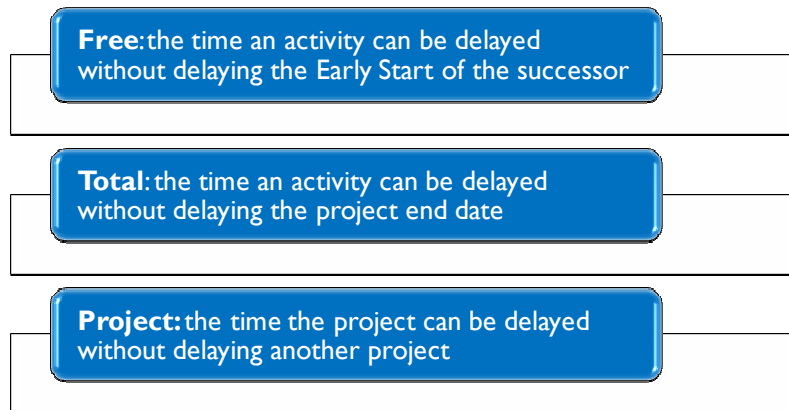 Free: the time an activity can be delayed
without delaying the Early Start of the successor
Total: the time an activity can be delayed
without delaying the project end date
Project: the time the project can be delayed
without delaying another project